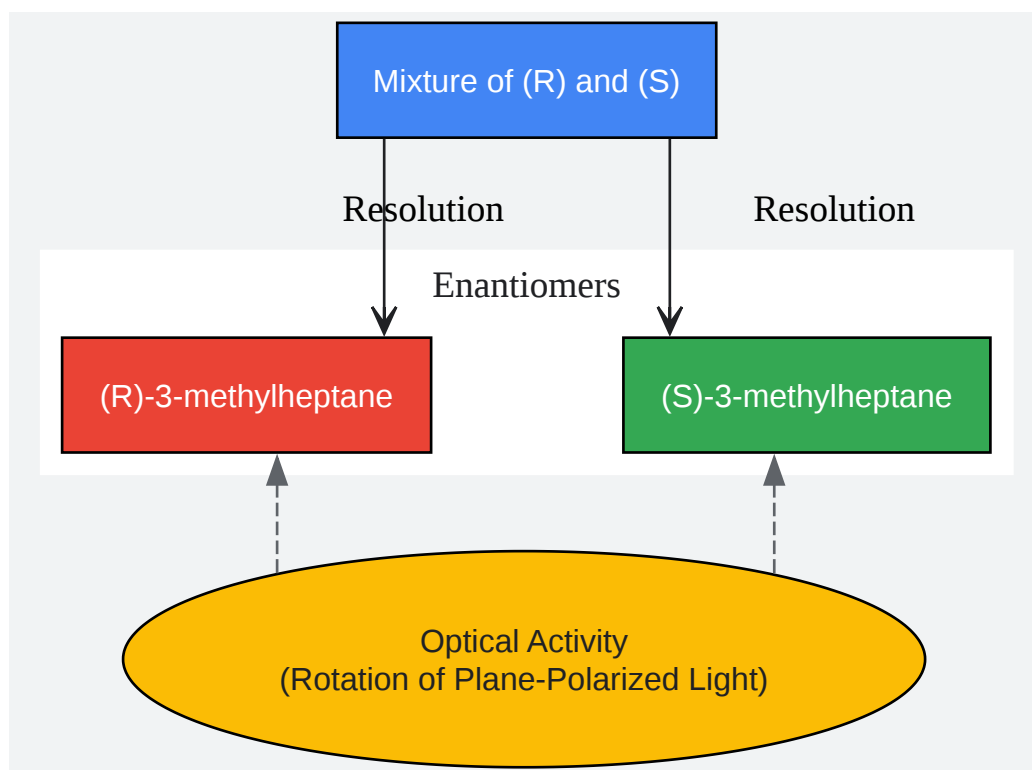 Mixture of (R) and (S)
Resolution
Resolution
Enantiomers
(R)-3-methylheptane
(S)-3-methylheptane
Optical Activity
(Rotation of Plane-Polarized Light)